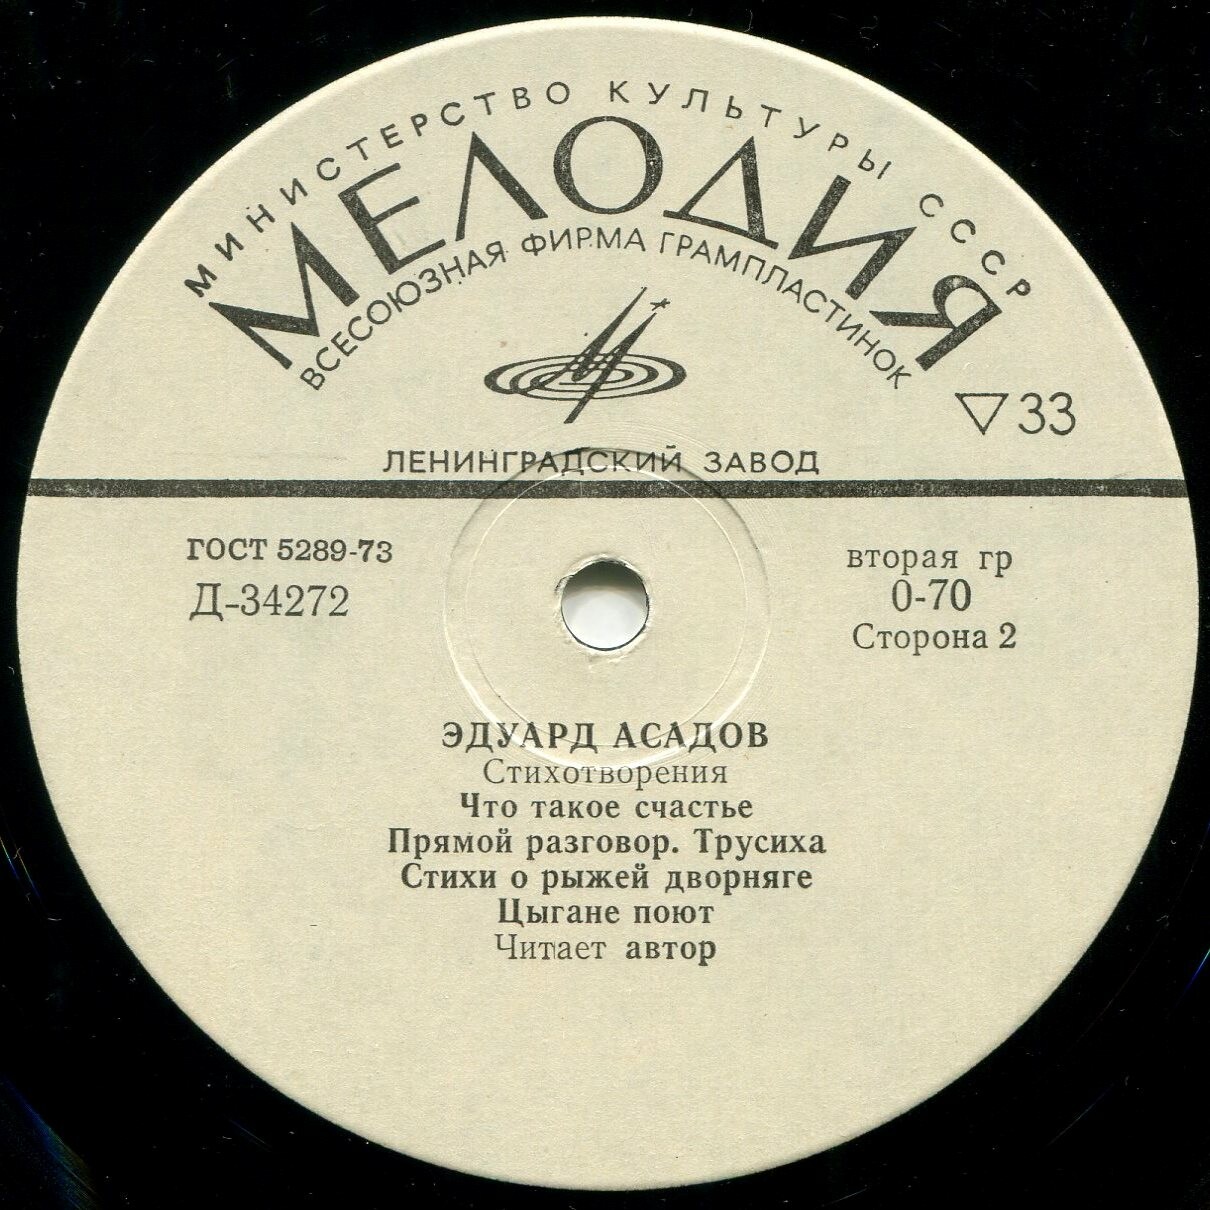 МИНИСТЕРСТВО КУЛЬТУРЫ СССР
МЕЛОДИЯ
ВСЕСОЮЗНАЯ ФИРМА ГРАМПЛАСТИНОК
33
ЛЕНИНГРАДСКИЙ ЗАВОД
ГОСТ 5289-73
Д-34272
вторая гр
0-70
Сторона 2
ЭДУАРД АСАДОВ
Стихотворения
Что такое счастье
Прямой разговор. Трусиха
Стихи о рыжей дворняге
Цыгане поют
Читает автор